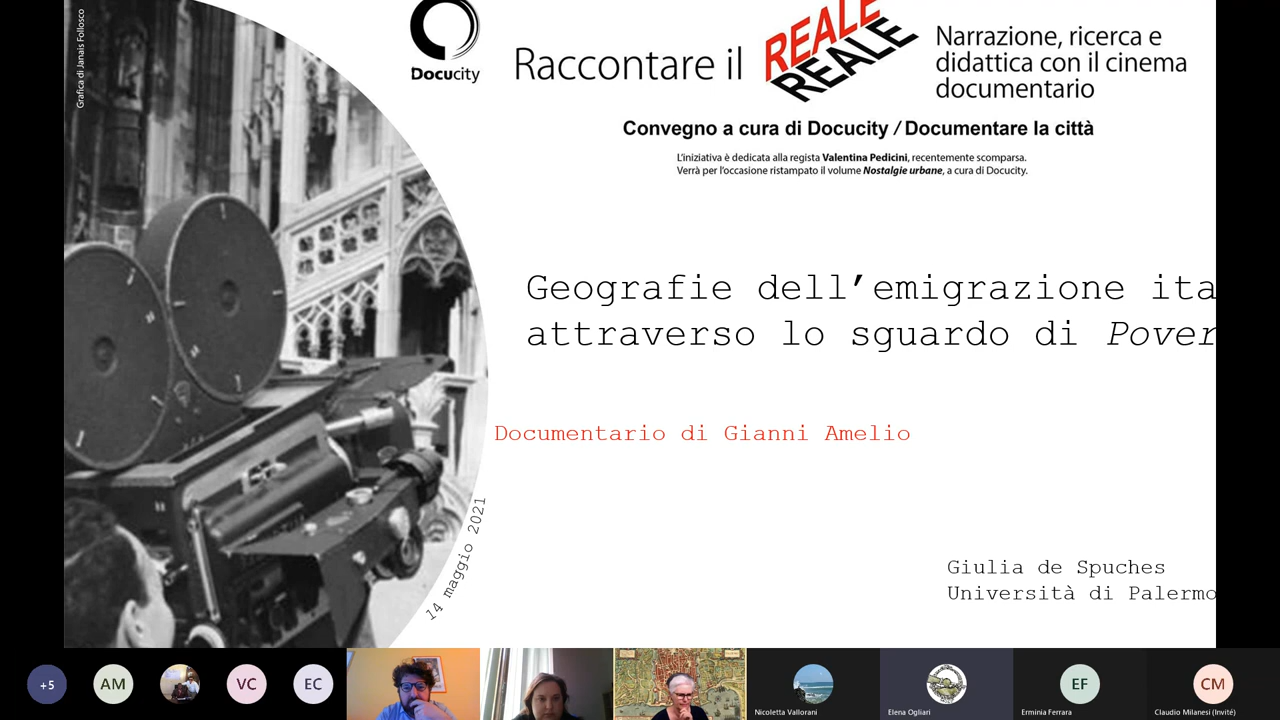 Grafica di Janais Follosco
Docucity
Raccontare il
REALE
REALE
Narrazione, ricerca e
didattica con il cinema
documentario
Convegno a cura di Docucity / Documentare la città
L'iniziativa è dedicata alla regista Valentina Pedicini, recentemente scomparsa.
Verrà per l'occasione ristampato il volume Nostalgie urbane, a cura di Docucity.
Geografie dell'emigrazione ita
attraverso lo sguardo di Pover
Documentario di Gianni Amelio
14 maggio 2021
Giulia de Spuches
Università di Palermo
+5
AM
VC
EC
Nicoletta Vallorani
Elena Ogliari
EF
Erminia Ferrara
CM
Claudio Milanesi (Invité)